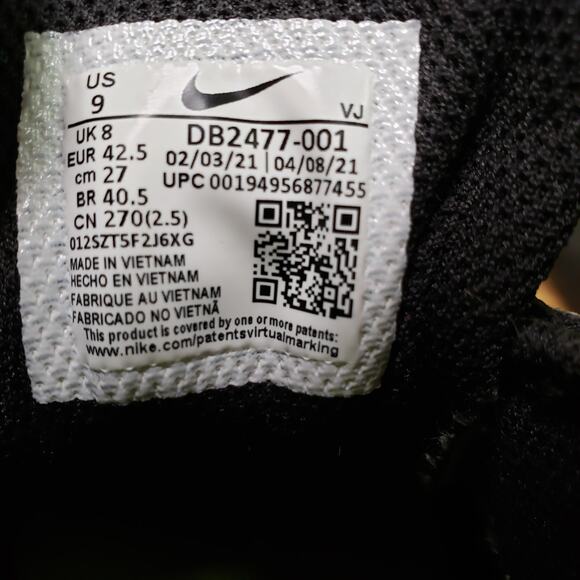 US
9
VJ
UK 8
EUR 42.5
cm 27
BR 40.5
CN 270(2.5)
DB2477-001
02/03/21 | 04/08/21
UPC 00194956877455
012SZT5F2J6XG
MADE IN VIETNAM
HECHO EN VIETNAM
FABRIQUE AU VIETNAM
FABRICADO NO VIETNÃ
This product is covered by one or more patents:
www.nike.com/patentsvirtualmarking